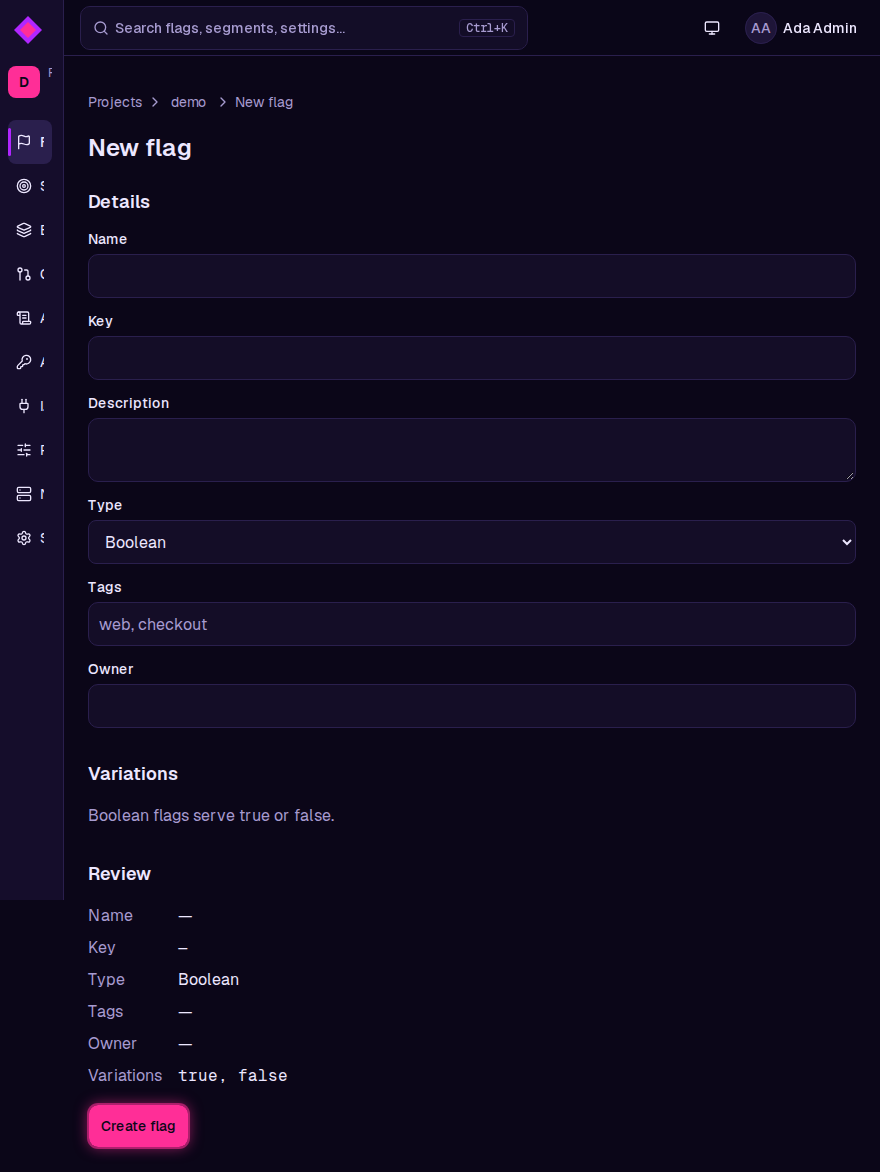 Search flags, segments, settings...
Ctrl+K
AA
Ada Admin
D
Projects > demo > New flag
New flag
Details
Name
Key
Description
Type
Boolean
Tags
web, checkout
Owner
Variations
Boolean flags serve true or false.
Review
Name —
Key —
Type Boolean
Tags —
Owner —
Variations true, false
Create flag